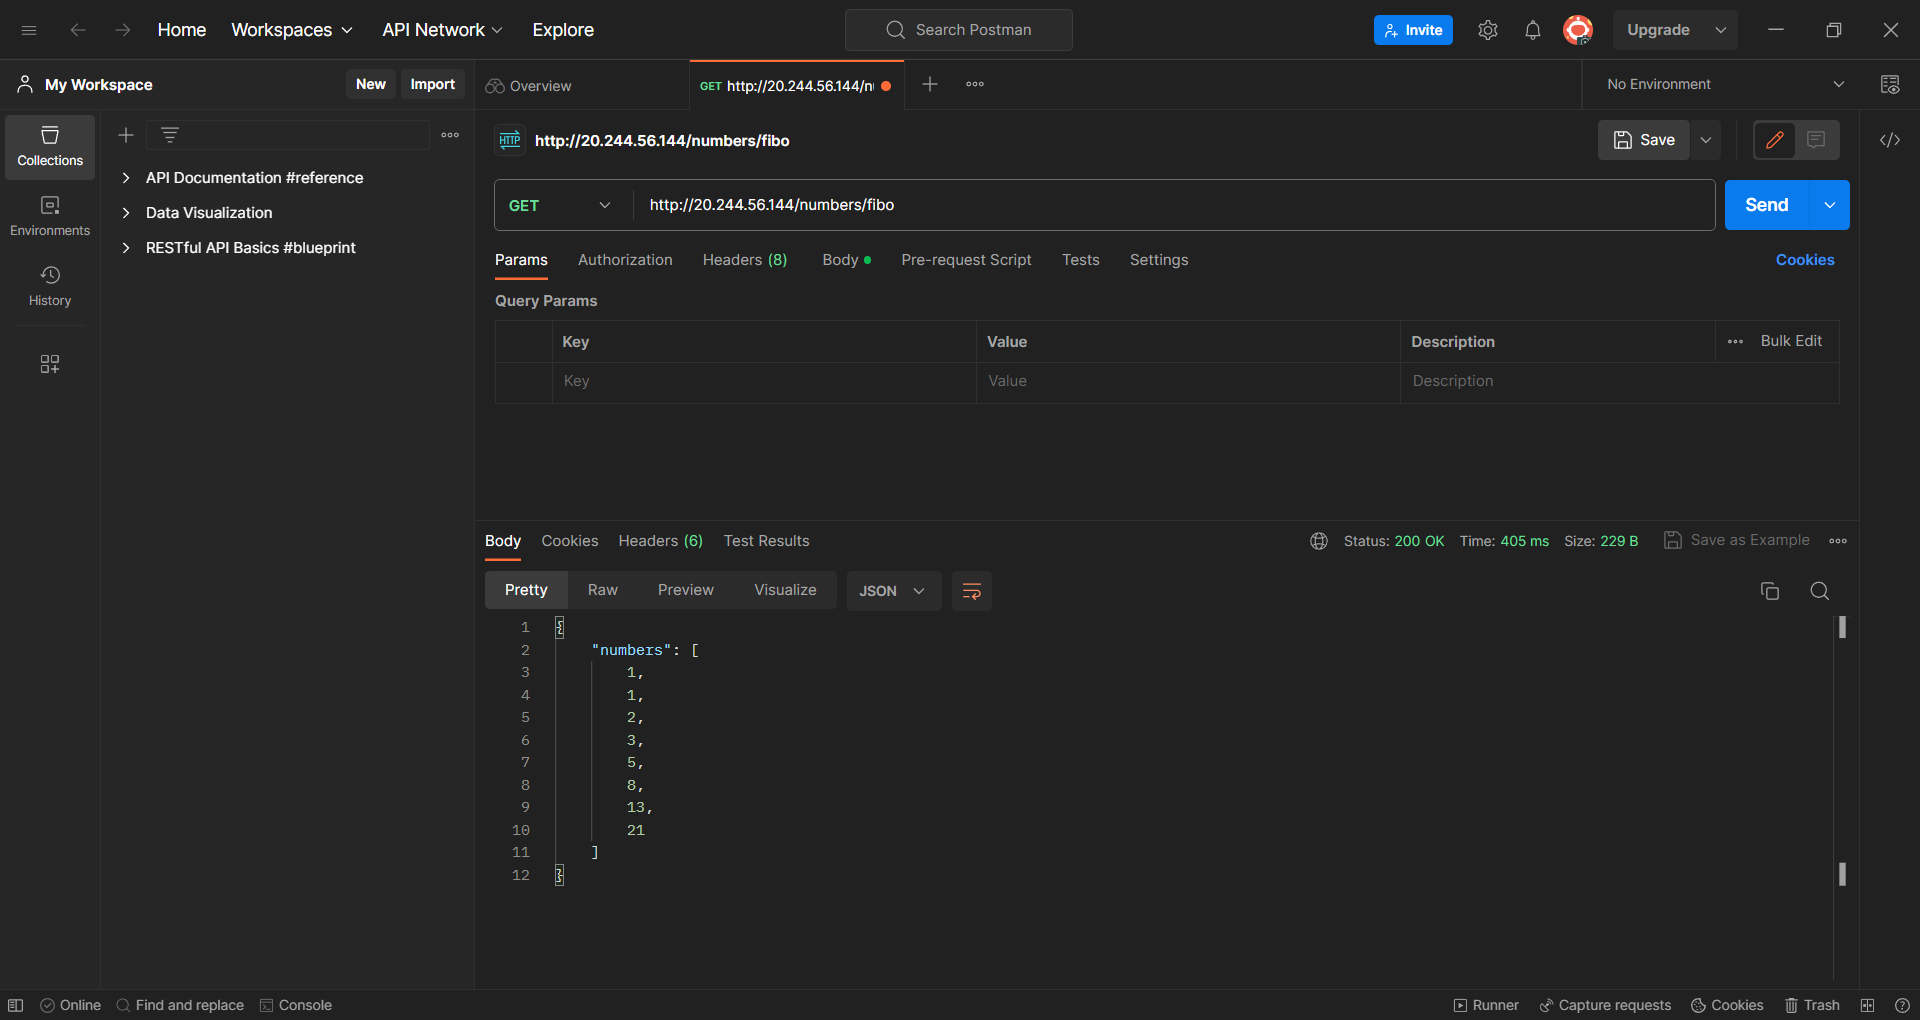 Home Workspaces API Network Explore Search Postman Invite Upgrade
My Workspace New Import Overview GET http://20.244.56.144/n No Environment
http://20.244.56.144/numbers/fibo Save
Collections
API Documentation #reference
Data Visualization
RESTful API Basics #blueprint
Environments
History
GET http://20.244.56.144/numbers/fibo Send
Params Authorization Headers (8) Body Pre-request Script Tests Settings Cookies
Query Params
Key Value Description Bulk Edit
Key Value Description
Body Cookies Headers (6) Test Results Status: 200 OK Time: 405 ms Size: 229 B Save as Example
Pretty Raw Preview Visualize JSON
1 {
2 "numbers": [
3 1,
4 1,
5 2,
6 3,
7 5,
8 8,
9 13,
10 21
11 ]
12 }
Online Find and replace Console Runner Capture requests Cookies Trash